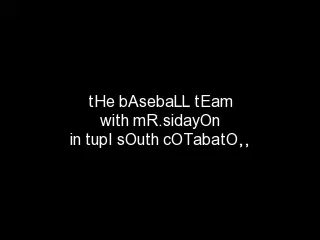 tHe bAsebaLL tEam
with mR.sidayOn
in tupI sOuth cOTabatO,,